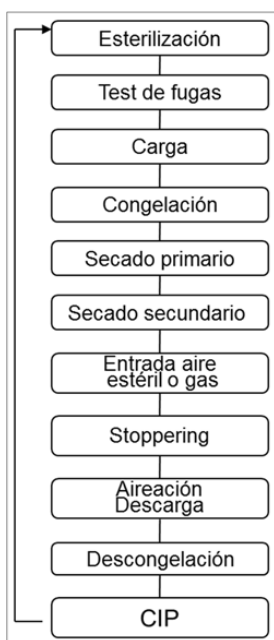 Esterilización
Test de fugas
Carga
Congelación
Secado primario
Secado secundario
Entrada aire
estéril o gas
Stoppering
Aireación
Descarga
Descongelación
CIP